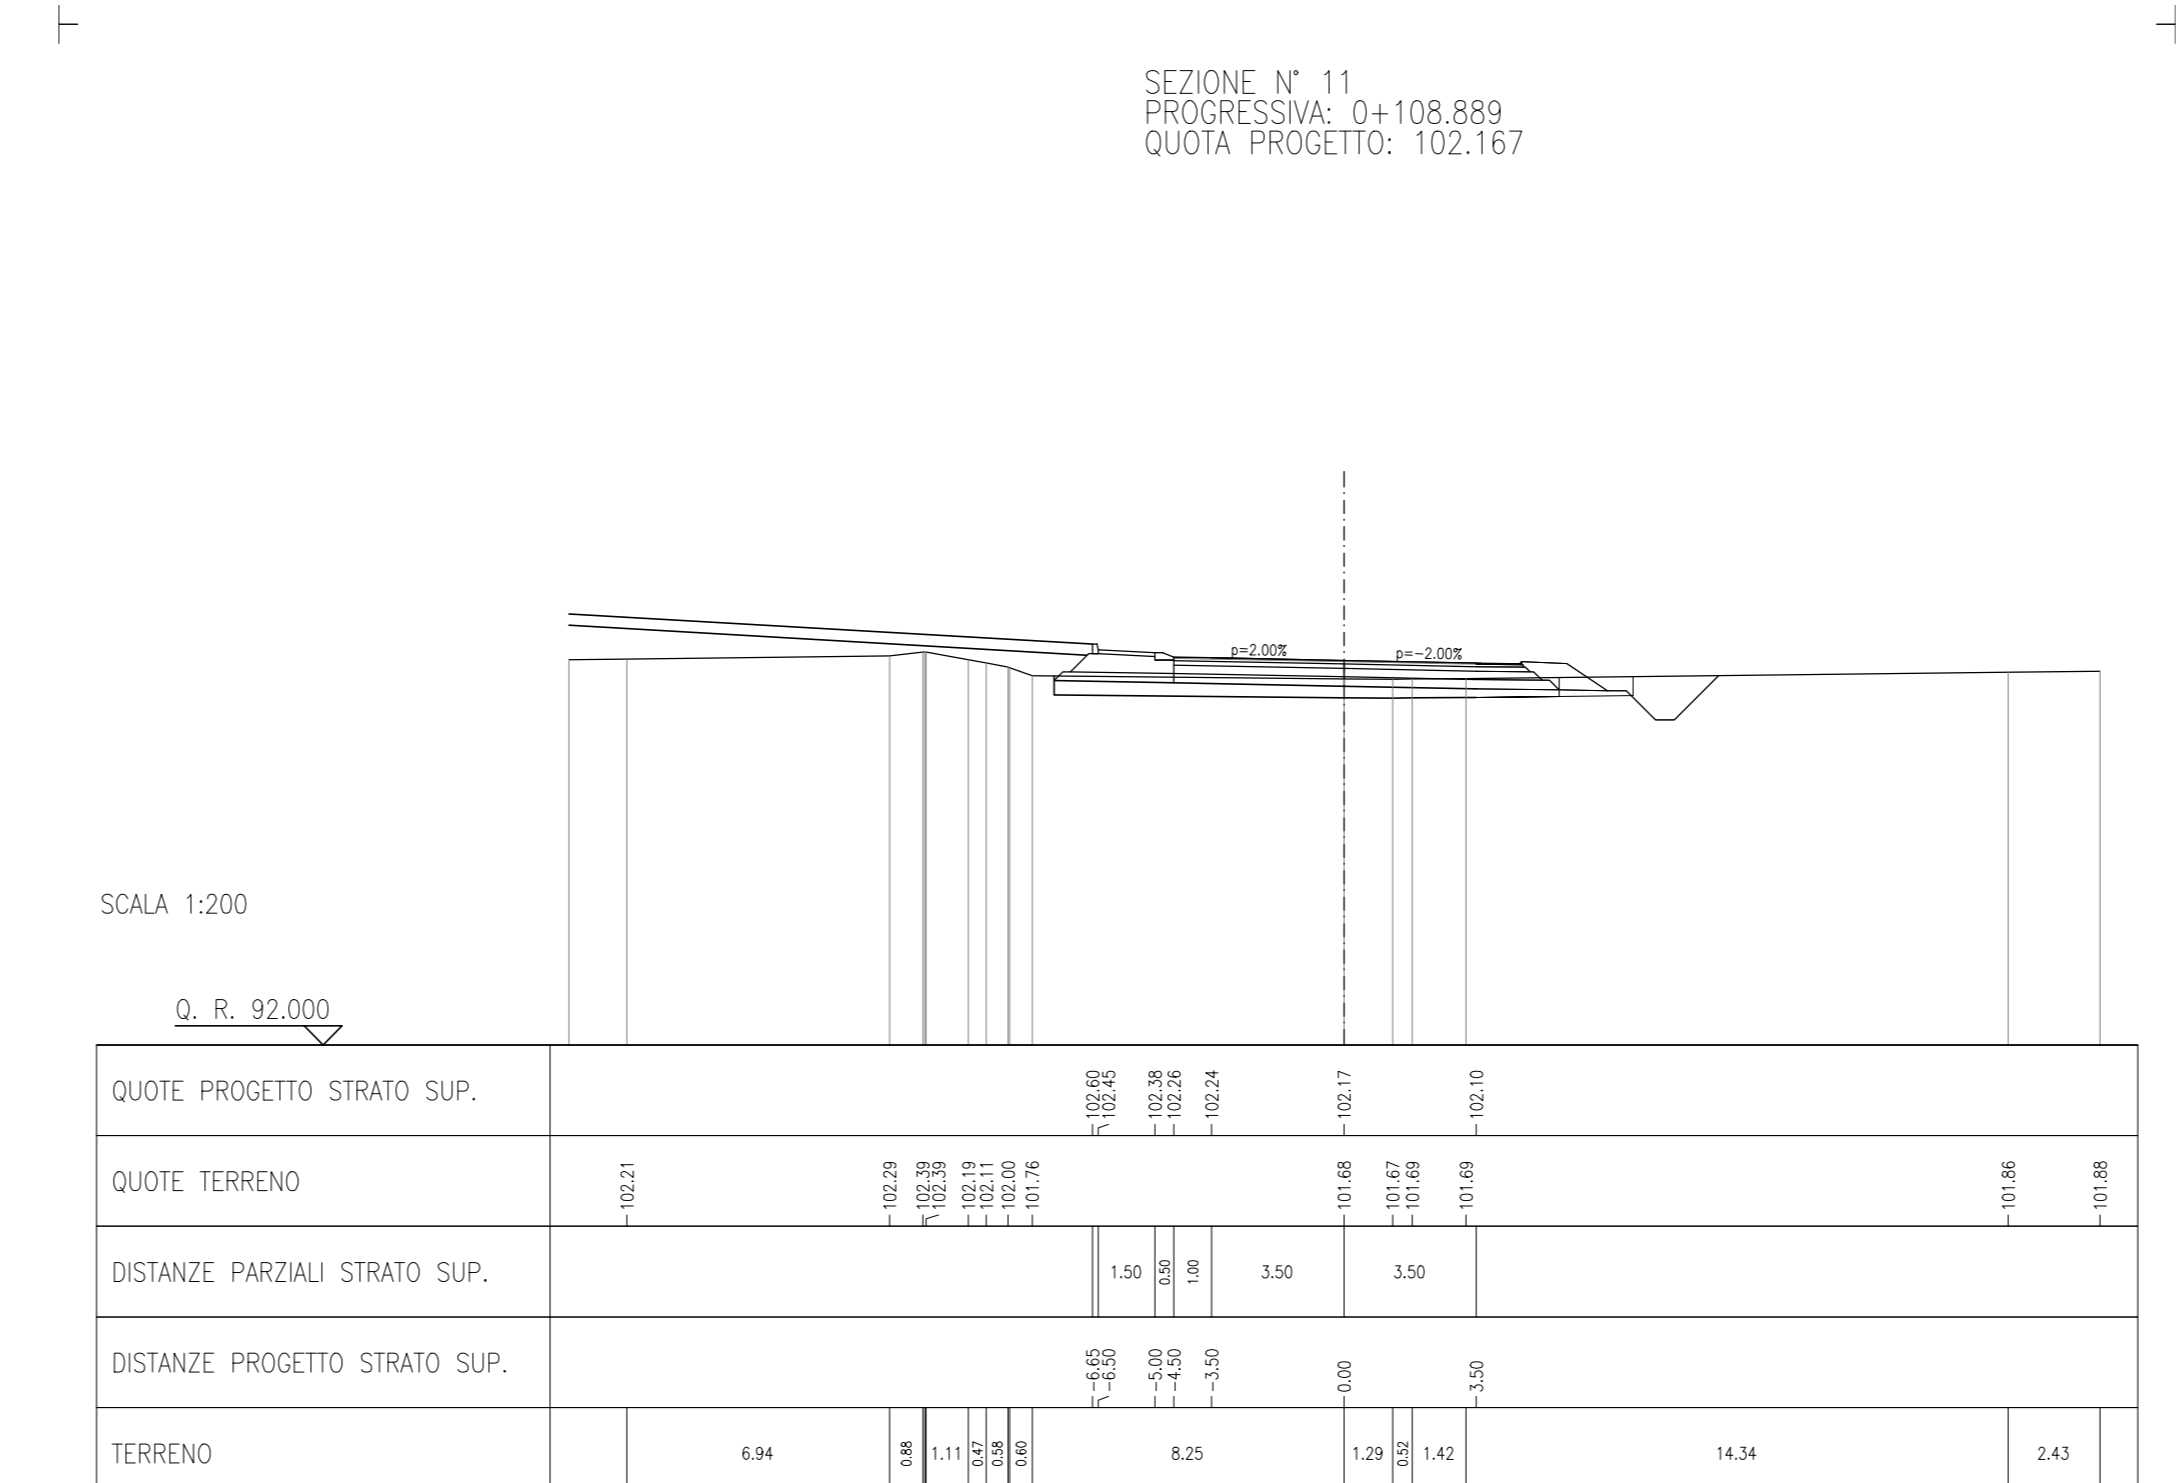 SEZIONE N° 11
PROGRESSIVA: 0+108.889
QUOTA PROGETTO: 102.167
p=2.00%
p=-2.00%
SCALA 1:200
Q. R. 92.000
QUOTE PROGETTO STRATO SUP.
102.60 102.45 102.38 102.26 102.24 102.17 102.10
QUOTE TERRENO
102.21 102.29 102.39 102.39 102.19 102.11 102.00 101.76 101.68 101.67 101.69 101.69 101.86 101.88
DISTANZE PARZIALI STRATO SUP.
1.50 0.50 1.00 3.50 3.50
DISTANZE PROGETTO STRATO SUP.
-6.65 -6.50 -5.00 -4.50 -3.50 0.00 3.50
TERRENO
6.94 0.88 1.11 0.47 0.58 0.60 8.25 1.29 0.52 1.42 14.34 2.43